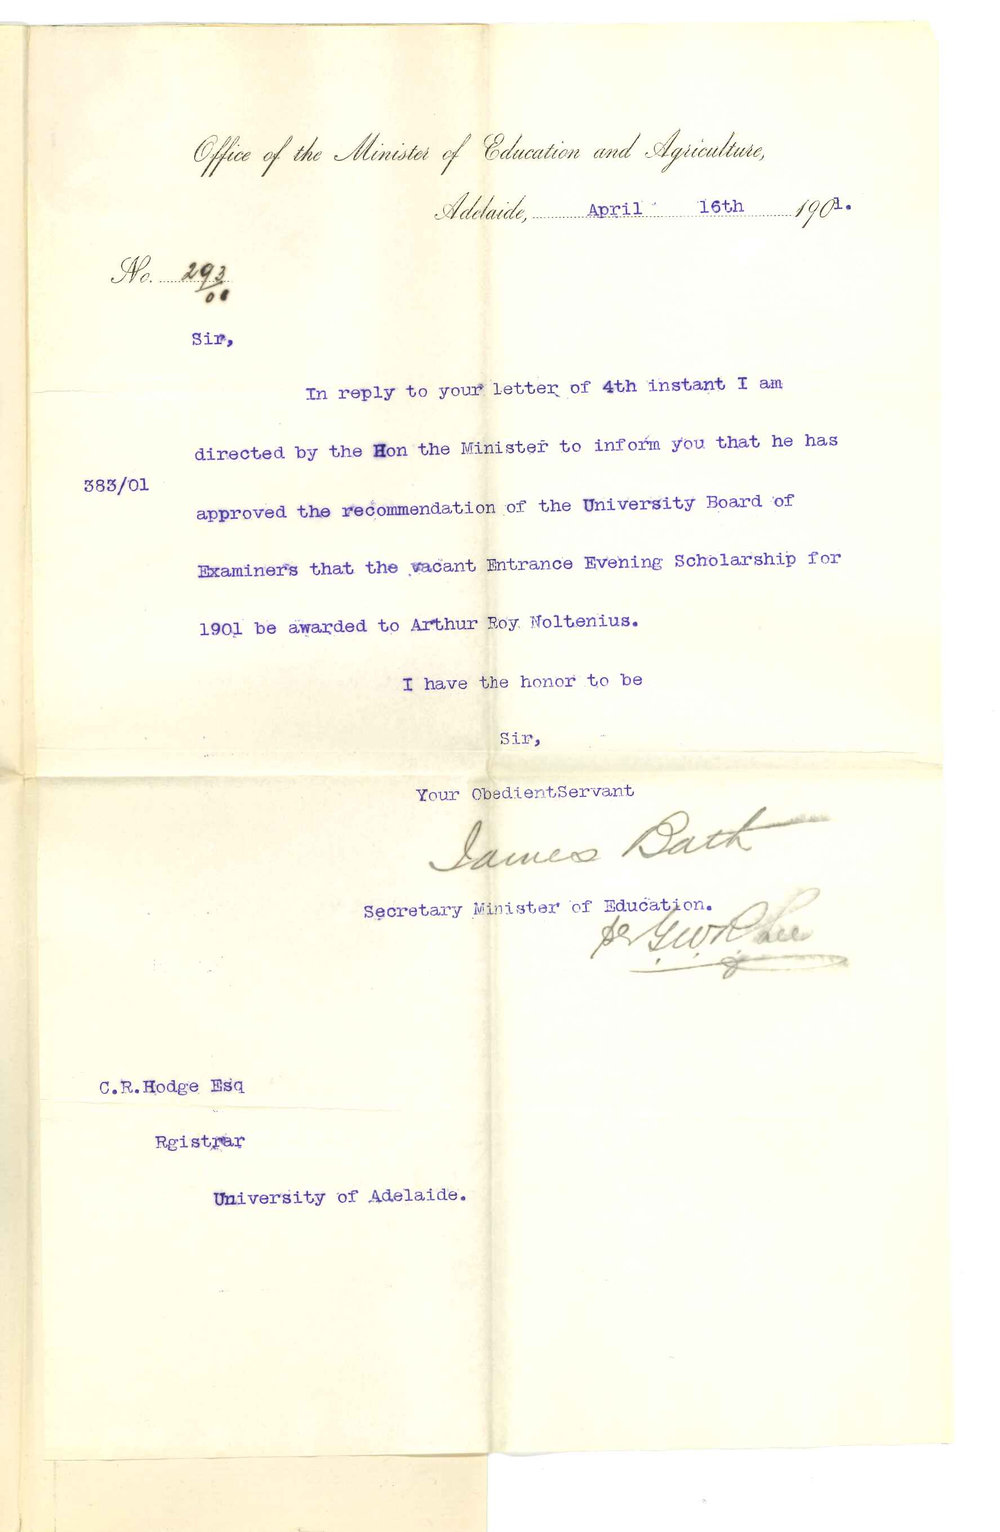 Office of the Minister of Education and Agriculture,
Adelaide, April 16th 1901.
No. 293
01
Sir,
In reply to your letter of 4th instant I am
directed by the Hon the Minister to inform you that he has
383/01
approved the recommendation of the University Board of
Examiners that the vacant Entrance Evening Scholarship for
1901 be awarded to Arthur Roy Noltenius.
I have the honor to be
Sir,
Your ObedientServant
James Bath
Secretary Minister of Education.
per G.W.R.
C.R.Hodge Esq
Rgistrar
University of Adelaide.